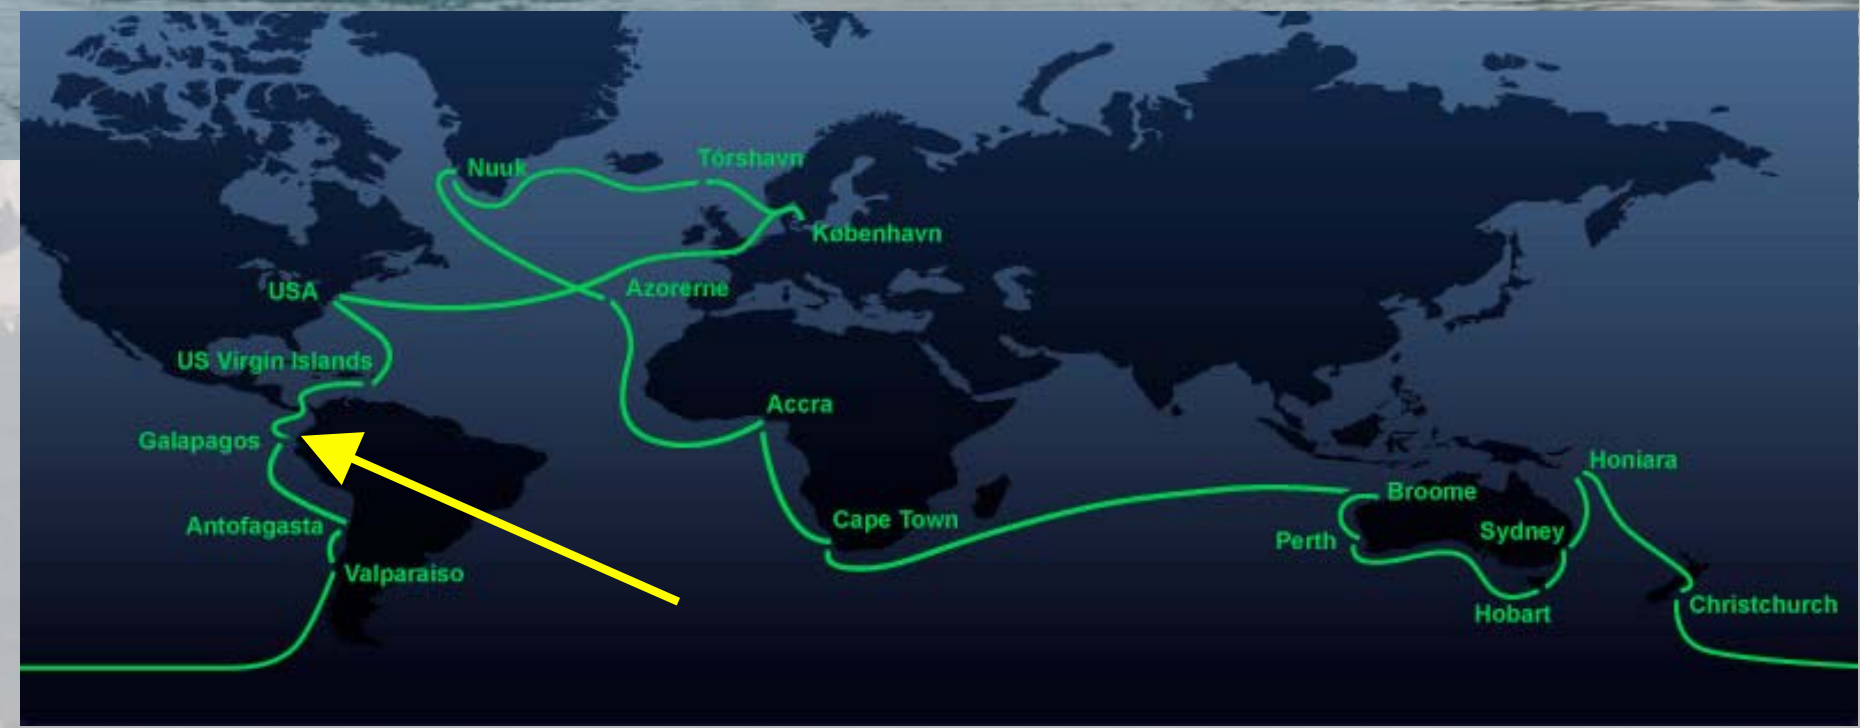 Nuuk
Tórshavn
København
USA
Azorerne
US Virgin Islands
Accra
Galapagos
Honiara
Broome
Antofagasta
Cape Town
Sydney
Perth
Valparaiso
Christchurch
Hobart